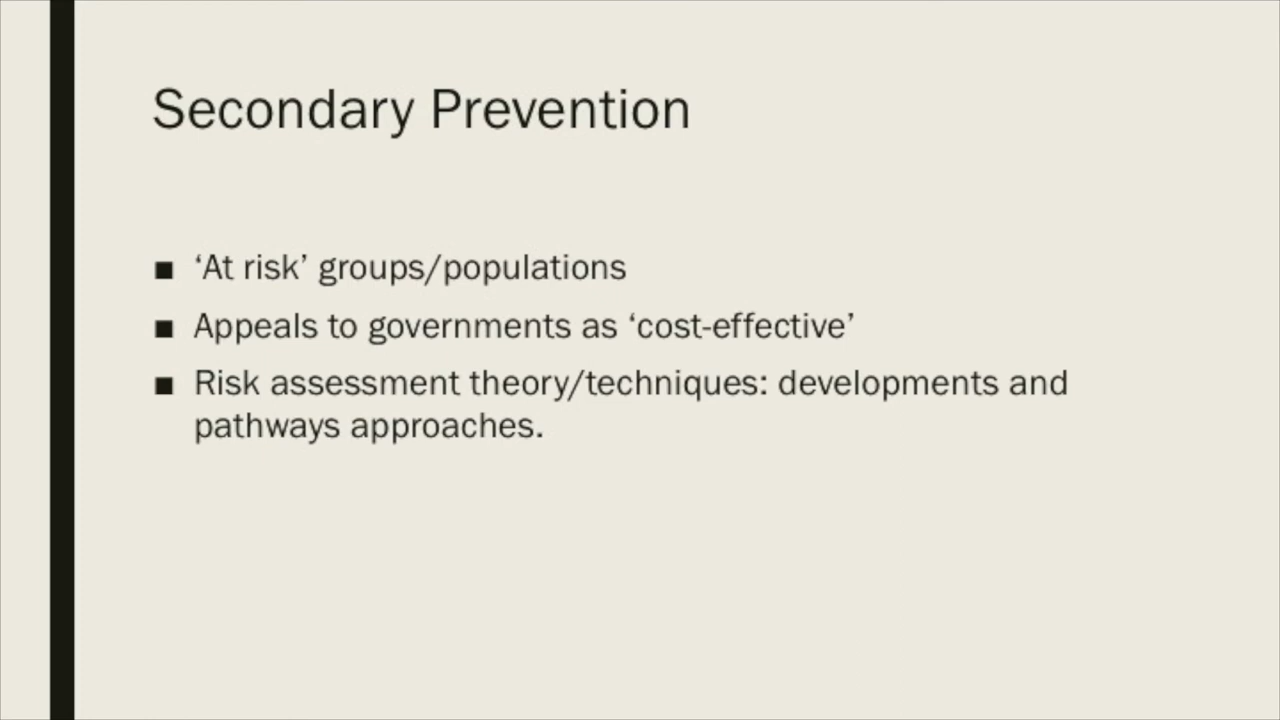 Secondary Prevention
■ ‘At risk’ groups/populations
■ Appeals to governments as ‘cost-effective’
■ Risk assessment theory/techniques: developments and
pathways approaches.